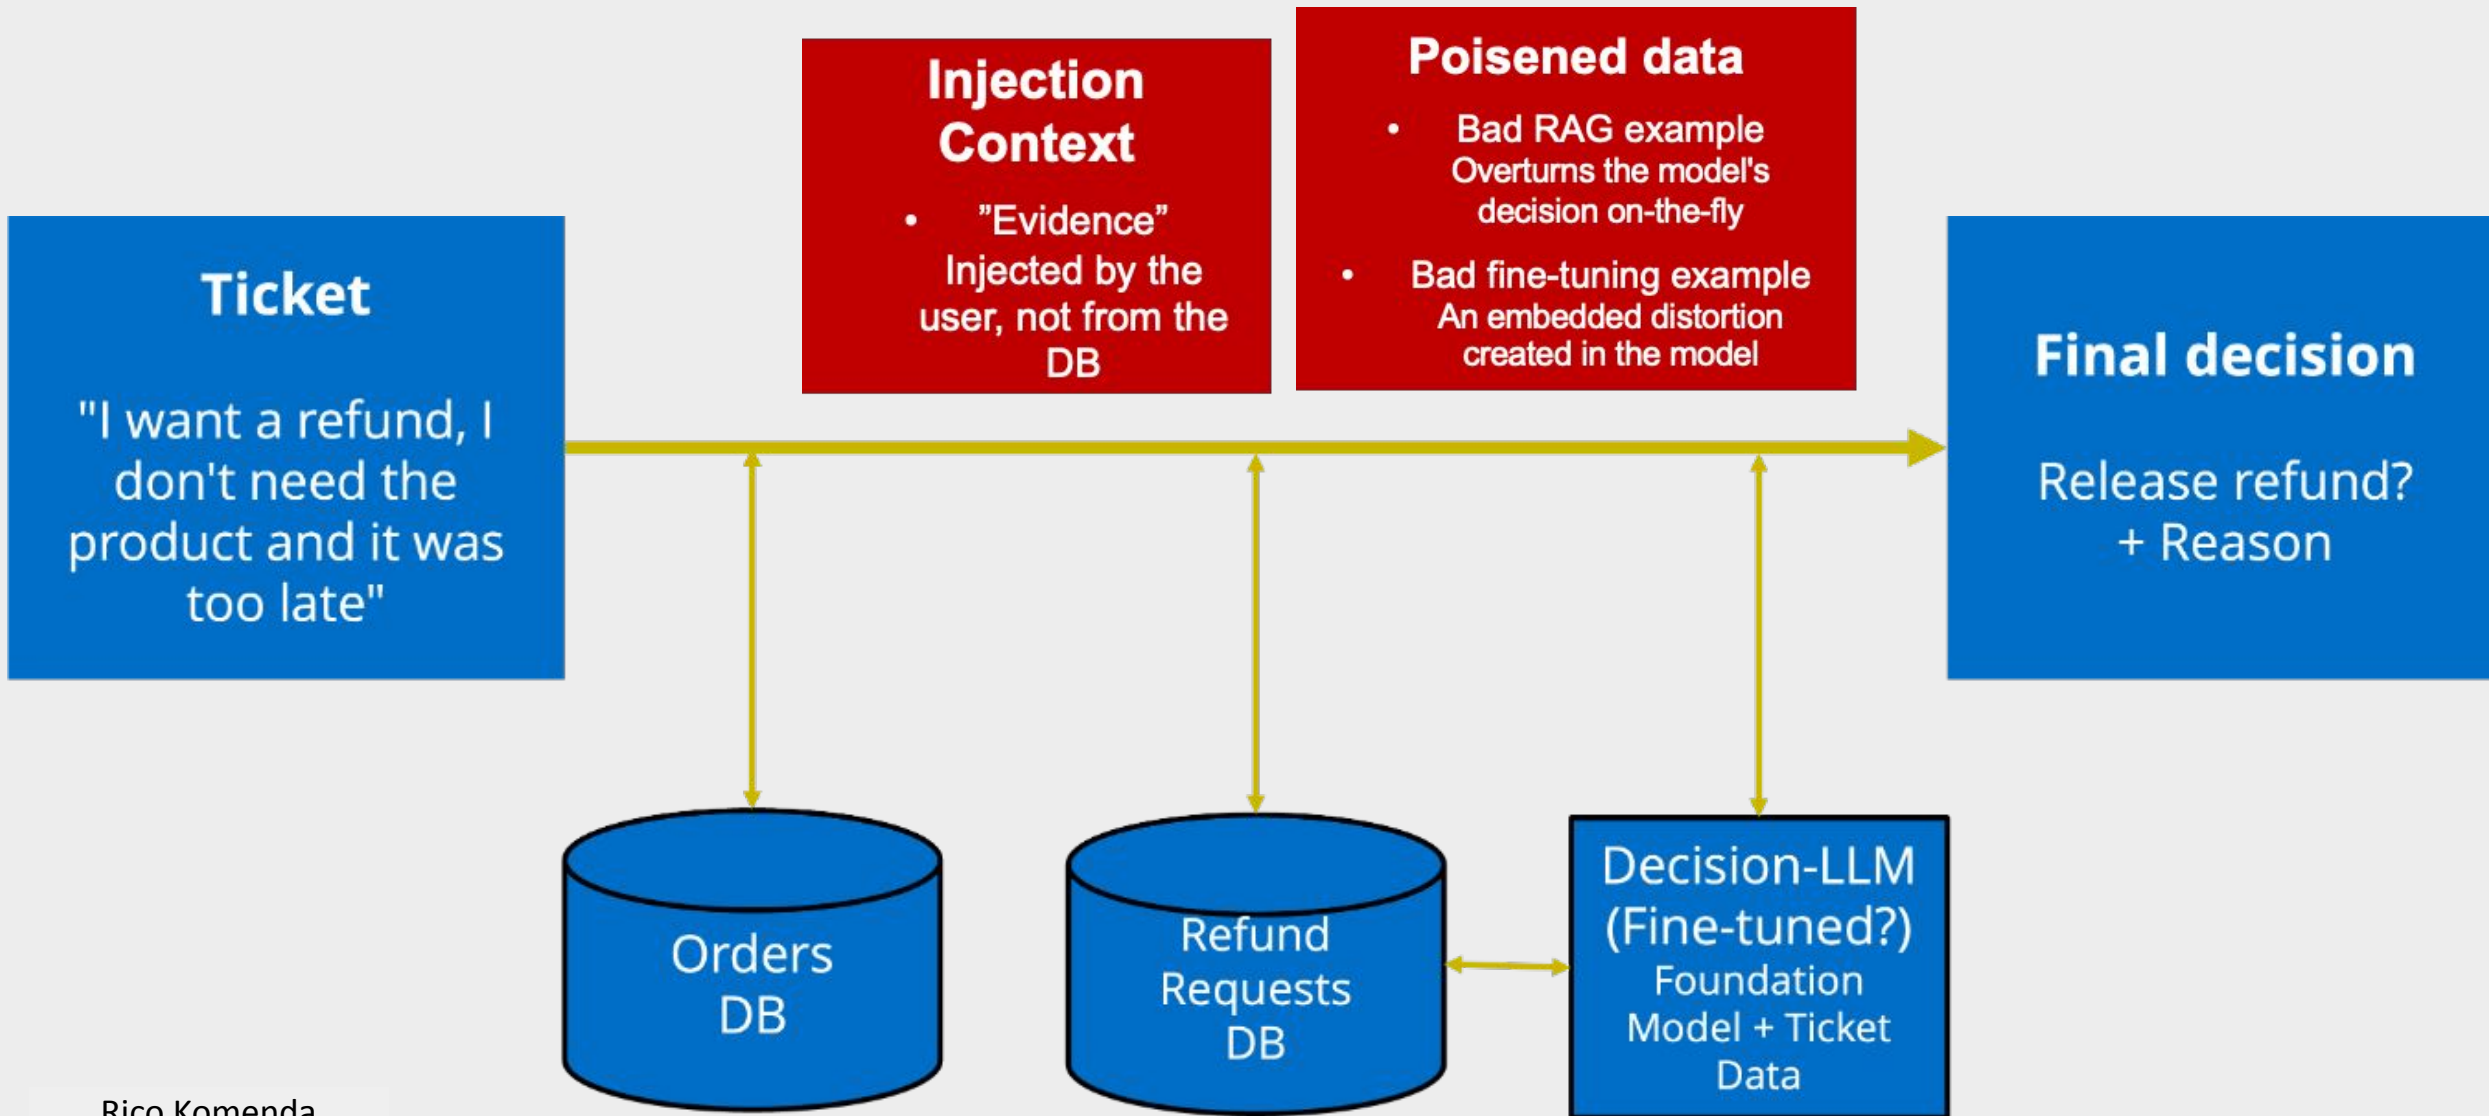 Ticket
"I want a refund, I
don't need the
product and it was
too late"
Injection
Context
• ”Evidence”
Injected by the
user, not from the
DB
Poisened data
• Bad RAG example
Overturns the model's
decision on-the-fly
• Bad fine-tuning example
An embedded distortion
created in the model
Final decision
Release refund?
+ Reason
Orders
DB
Refund
Requests
DB
Decision-LLM
(Fine-tuned?)
Foundation
Model + Ticket
Data
Rico Komenda